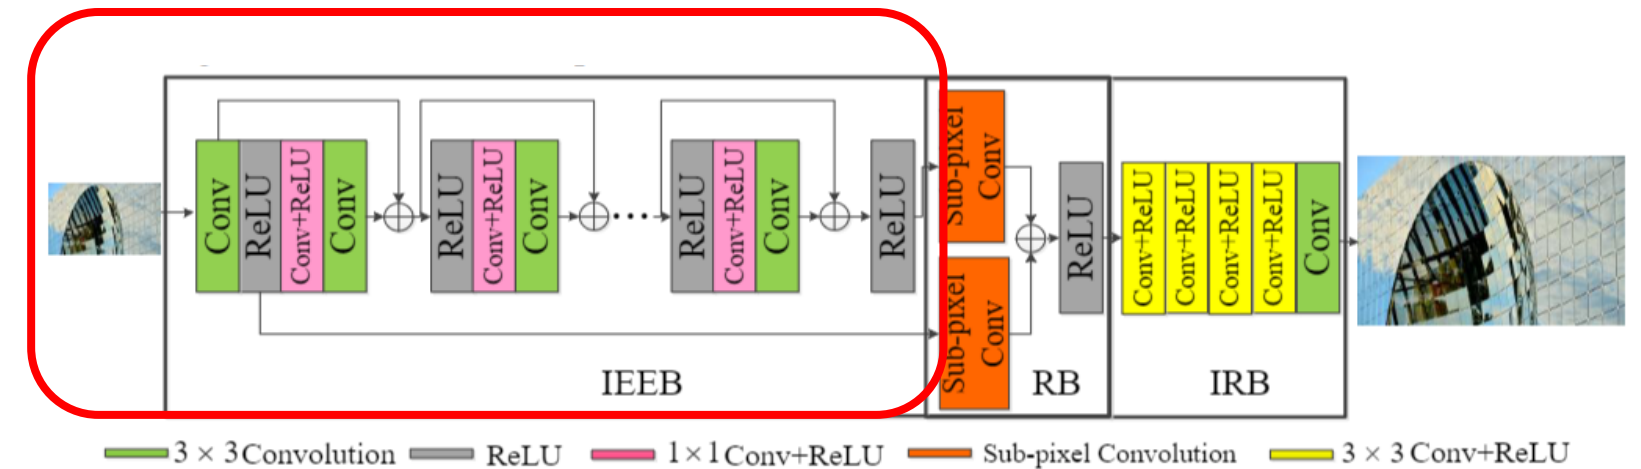 Conv
ReLU
Conv+ReLU
Conv
ReLU
Conv+ReLU
Conv
ReLU
Conv+ReLU
Conv
ReLU
Sub-pixel
Conv
Sub-pixel
Conv
ReLU
Conv+ReLU
Conv+ReLU
Conv+ReLU
Conv+ReLU
Conv
IEEB
RB
IRB
3 × 3 Convolution
ReLU
1×1 Conv+ReLU
Sub-pixel Convolution
3 × 3 Conv+ReLU